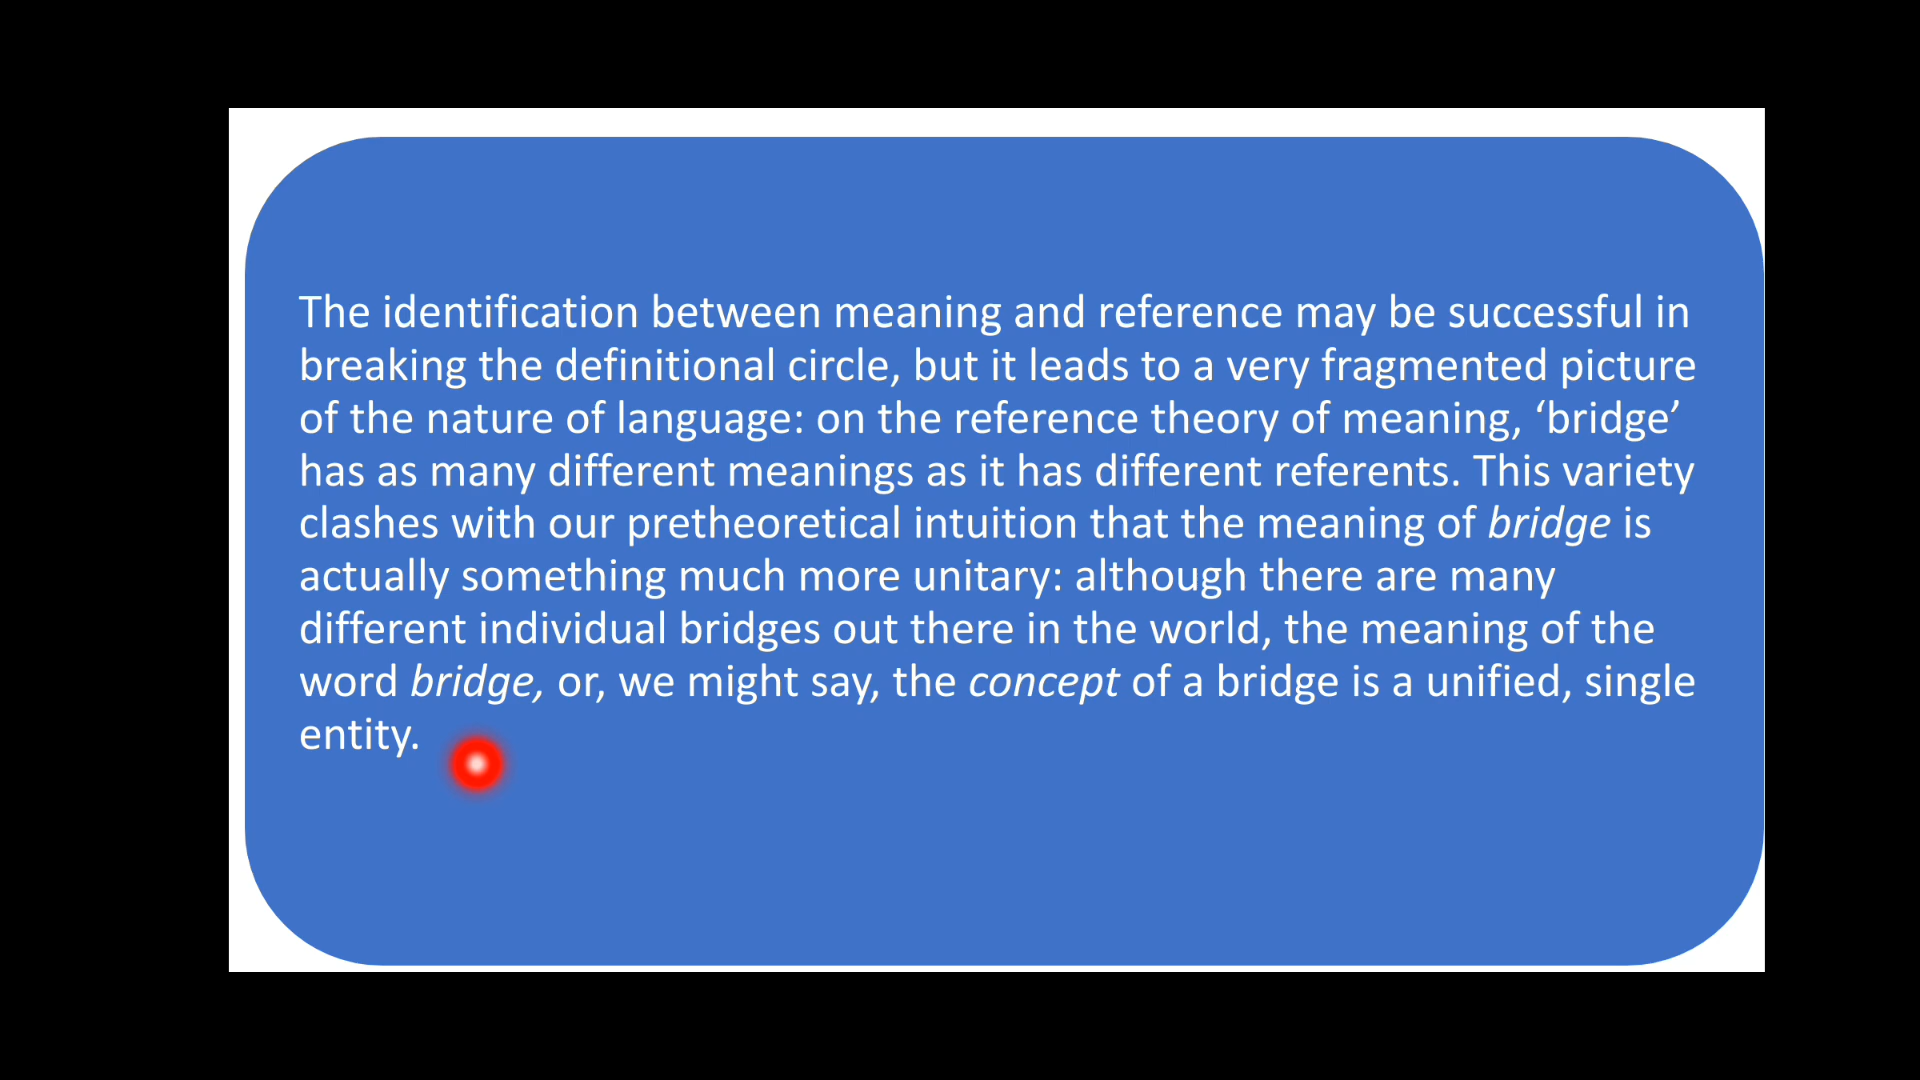 The identification between meaning and reference may be successful in
breaking the definitional circle, but it leads to a very fragmented picture
of the nature of language: on the reference theory of meaning, ‘bridge’
has as many different meanings as it has different referents. This variety
clashes with our pretheoretical intuition that the meaning of bridge is
actually something much more unitary: although there are many
different individual bridges out there in the world, the meaning of the
word bridge, or, we might say, the concept of a bridge is a unified, single
entity.